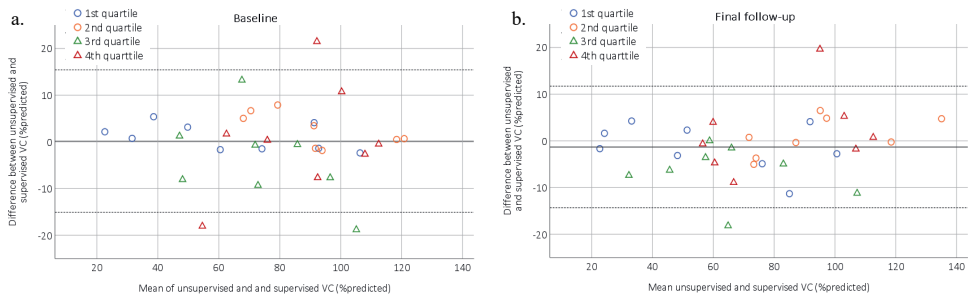 a.
Baseline
1st quartile
2nd quartile
3rd quartile
4th quarttile
Difference between unsupervised and
supervised VC (%predicted)
20
10
0
-10
-20
20
40
60
80
100
120
140
Mean of unsupervised and and supervised VC (%predicted)
b.
Final follow-up
1st quartile
2nd quartile
3rd quartile
4th quarttile
Difference between unsupervised
and supervised VC (%predicted)
20
10
0
-10
-20
20
40
60
80
100
120
140
Mean unsupervised and supervised VC (%predicted)